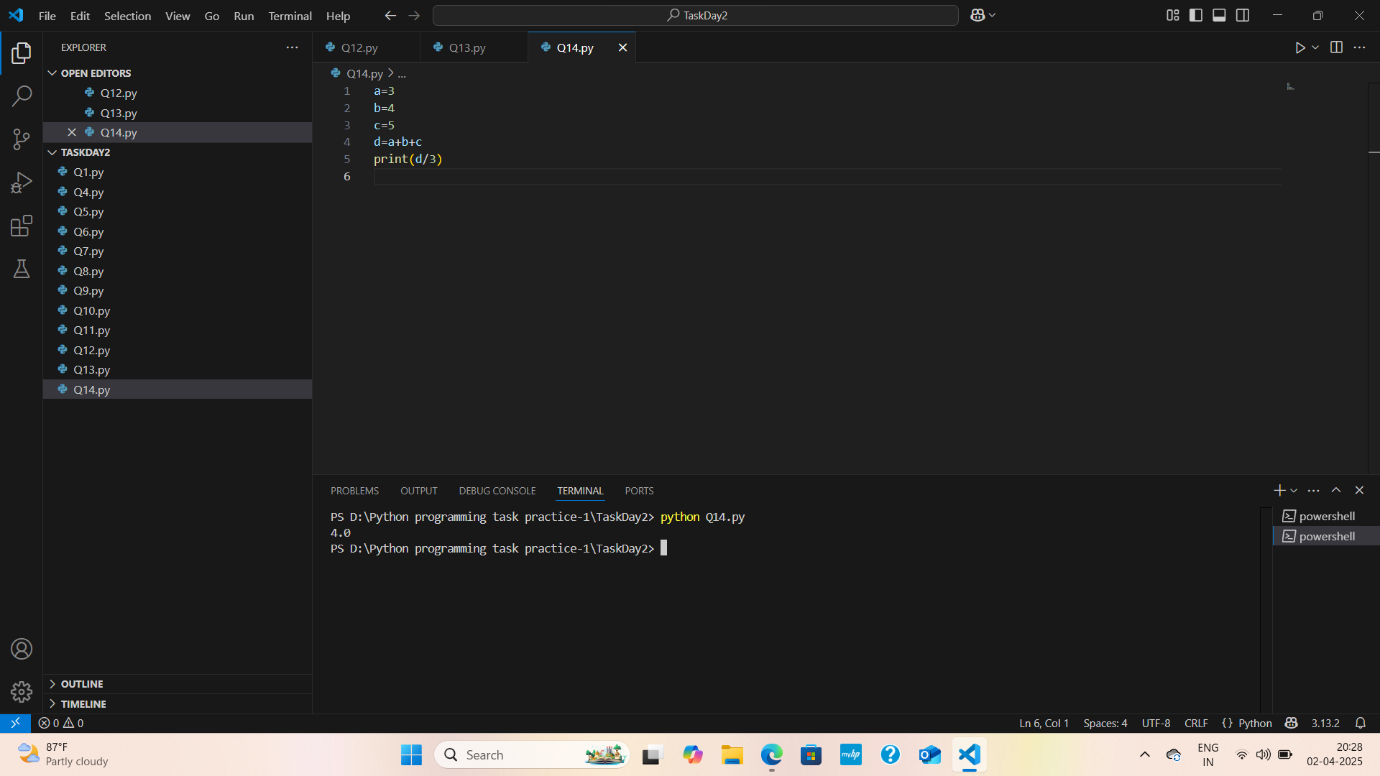 File Edit Selection View Go Run Terminal Help
TaskDay2
EXPLORER
OPEN EDITORS
Q12.py
Q13.py
Q14.py
TASKDAY2
Q1.py
Q4.py
Q5.py
Q6.py
Q7.py
Q8.py
Q9.py
Q10.py
Q11.py
Q12.py
Q13.py
Q14.py
OUTLINE
TIMELINE
Q12.py Q13.py Q14.py
Q14.py > ...
1 a=3
2 b=4
3 c=5
4 d=a+b+c
5 print(d/3)
6
PROBLEMS OUTPUT DEBUG CONSOLE TERMINAL PORTS
PS D:\Python programming task practice-1\TaskDay2> python Q14.py
4.0
PS D:\Python programming task practice-1\TaskDay2>
powershell
powershell
0 0 Ln 6, Col 1 Spaces: 4 UTF-8 CRLF {} Python 3.13.2
87°F
Partly cloudy
Search
myhp
ENG
IN
20:28
02-04-2025